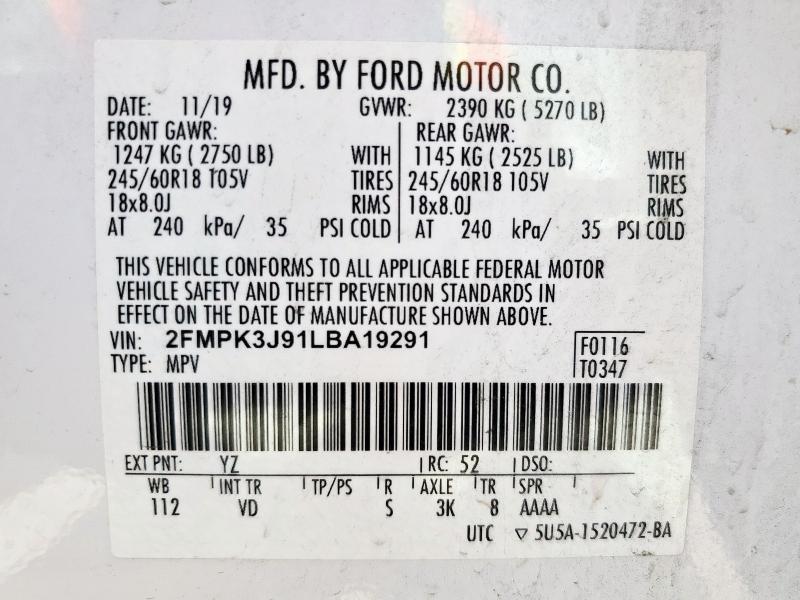 MFD. BY FORD MOTOR CO.
DATE: 11/19 GVWR: 2390 KG ( 5270 LB)
FRONT GAWR: REAR GAWR:
1247 KG ( 2750 LB) WITH 1145 KG ( 2525 LB) WITH
245/60R18 105V TIRES 245/60R18 105V TIRES
18x8.0J RIMS 18x8.0J RIMS
AT 240 kPa/ 35 PSI COLD AT 240 kPa/ 35 PSI COLD
THIS VEHICLE CONFORMS TO ALL APPLICABLE FEDERAL MOTOR
VEHICLE SAFETY AND THEFT PREVENTION STANDARDS IN
EFFECT ON THE DATE OF MANUFACTURE SHOWN ABOVE.
VIN: 2FMPK3J91LBA19291 F0116
TYPE: MPV T0347
EXT PNT: YZ RC: 52 DSO:
WB INT TR TP/PS R AXLE TR SPR
112 VD S 3K 8 AAAA
UTC ▽ 5U5A-1520472-BA